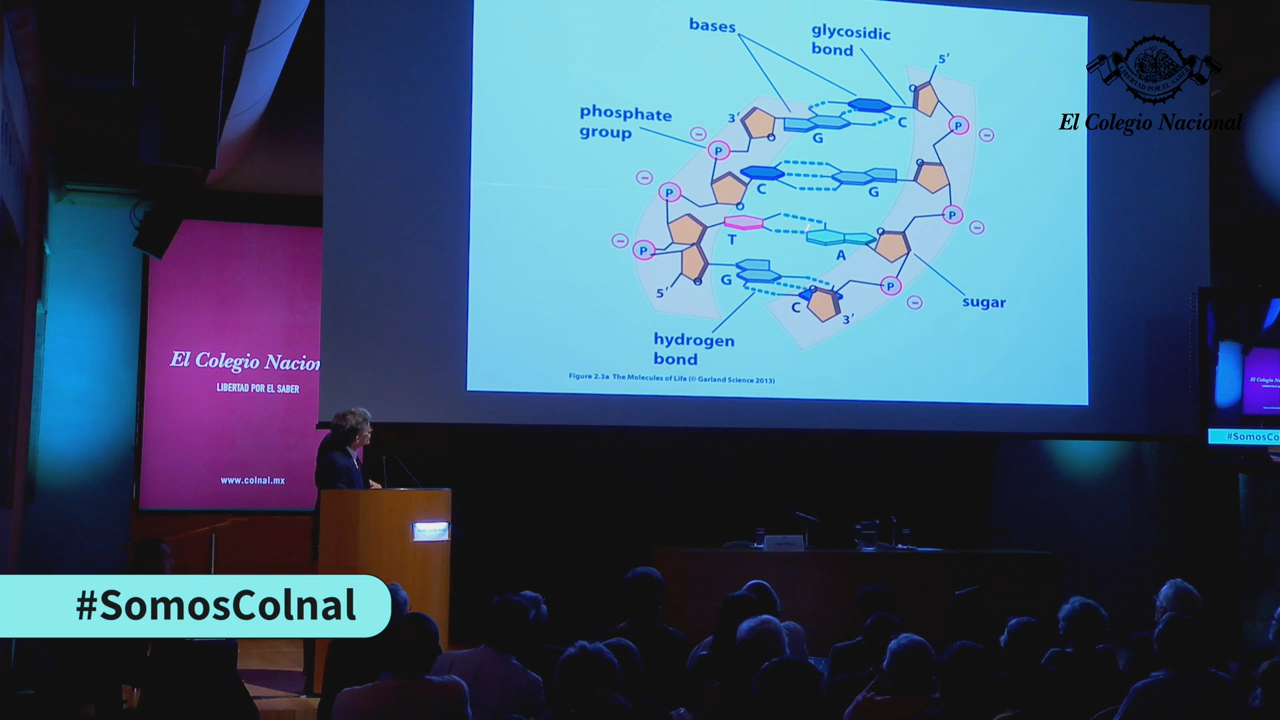 bases
glycosidic
bond
5'
phosphate
group
3'
G
C
P
P
C
G
P
P
T
A
P
G
P
5'
C
3'
sugar
hydrogen
bond
Figure 2.3a The Molecules of Life (© Garland Science 2013)
LIBERTAD POR EL SABER
El Colegio Nacional
El Colegio Nacion
LIBERTAD POR EL SABER
www.colnal.mx
#SomosCo
#SomosColnal